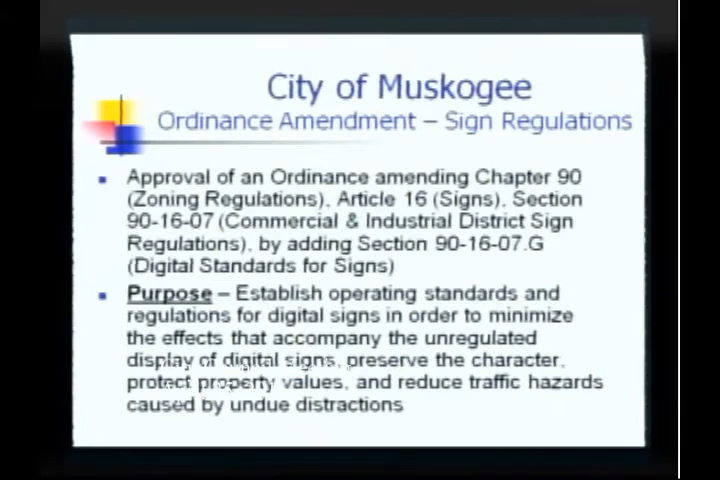 City of Muskogee
Ordinance Amendment – Sign Regulations
Approval of an Ordinance amending Chapter 90
(Zoning Regulations), Article 16 (Signs), Section
90-16-07 (Commercial & Industrial District Sign
Regulations), by adding Section 90-16-07.G
(Digital Standards for Signs)
Purpose – Establish operating standards and
regulations for digital signs in order to minimize
the effects that accompany the unregulated
display of digital signs, preserve the character,
protect property values, and reduce traffic hazards
caused by undue distractions